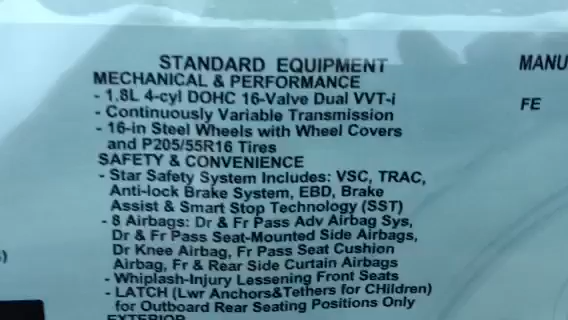 STANDARD EQUIPMENT
MECHANICAL & PERFORMANCE
- 1.8L 4-cyl DOHC 16-Valve Dual VVT-i
- Continuously Variable Transmission
- 16-in Steel Wheels with Wheel Covers
and P205/55R16 Tires
SAFETY & CONVENIENCE
- Star Safety System Includes: VSC, TRAC,
Anti-lock Brake System, EBD, Brake
Assist & Smart Stop Technology (SST)
- 8 Airbags: Dr & Fr Pass Adv Airbag Sys,
Dr & Fr Pass Seat-Mounted Side Airbags,
Dr Knee Airbag, Fr Pass Seat Cushion
Airbag, Fr & Rear Side Curtain Airbags
- Whiplash-Injury Lessening Front Seats
- LATCH (Lwr Anchors&Tethers for CHildren)
for Outboard Rear Seating Positions Only
EXTERIOR
MANU
FE